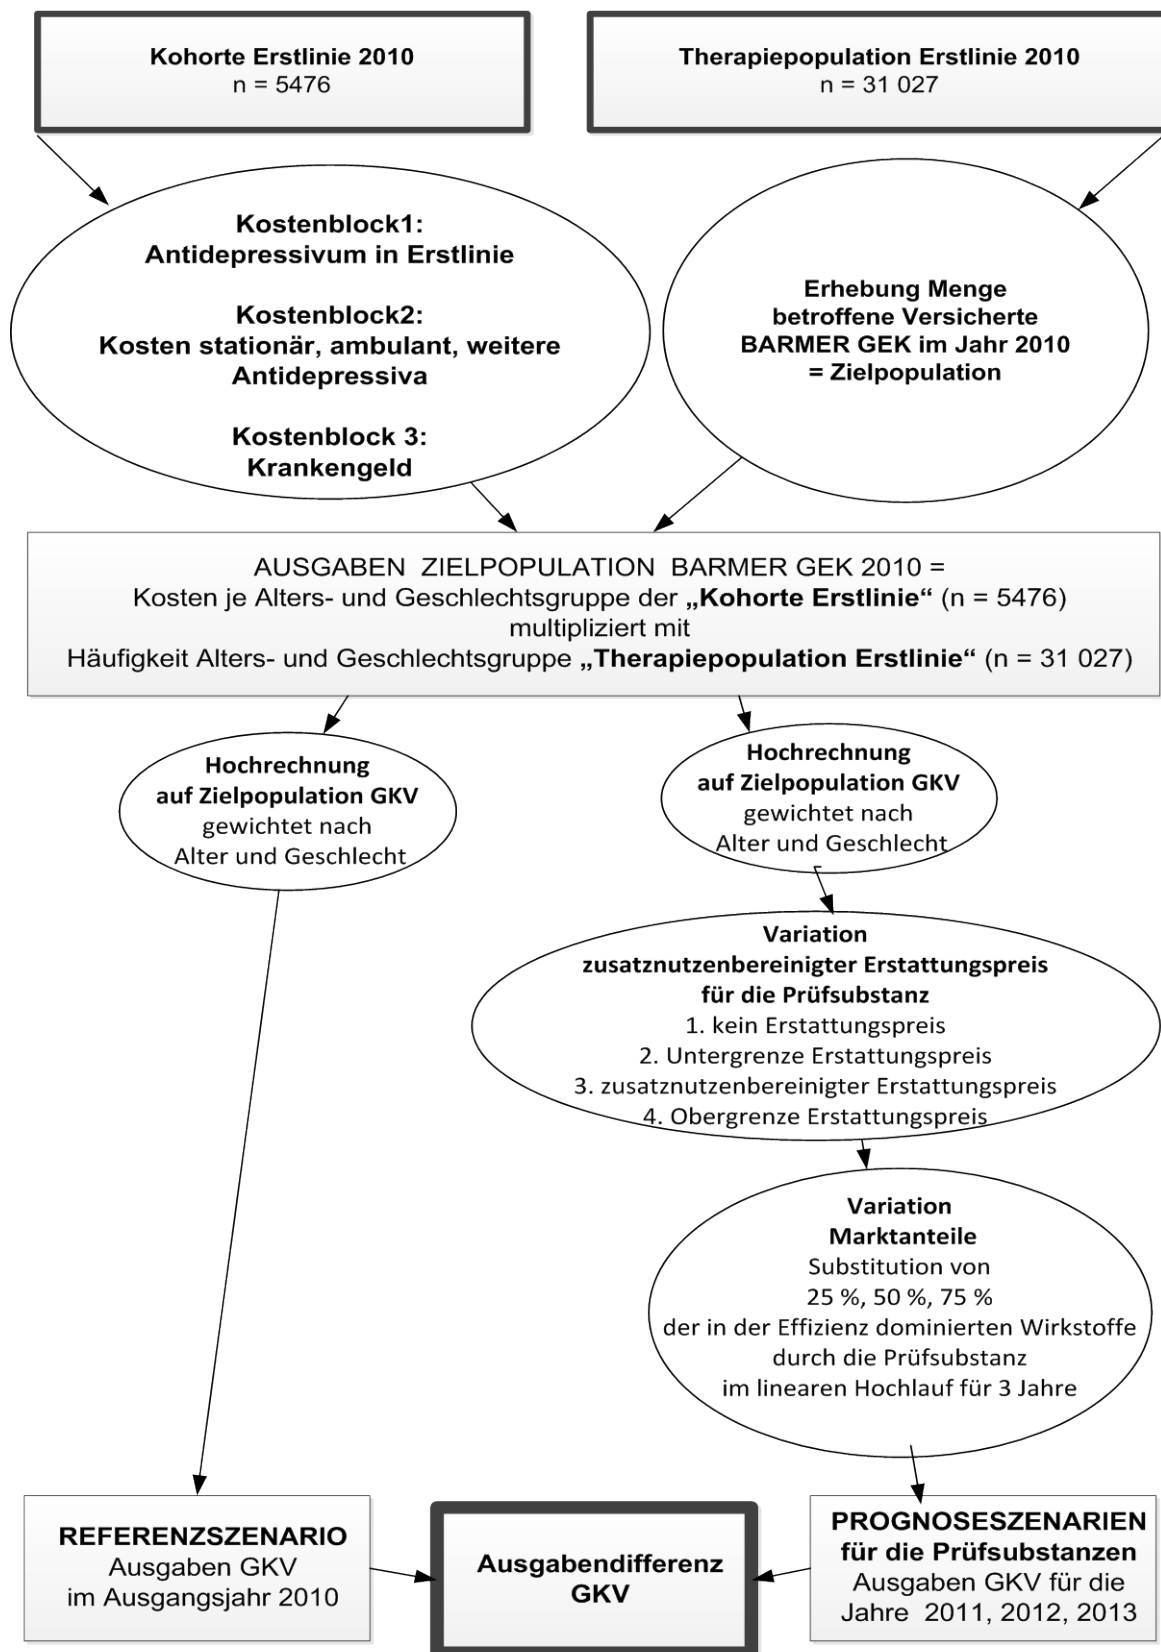 Kohorte Erstlinie 2010
n = 5476
Therapiepopulation Erstlinie 2010
n = 31 027
Kostenblock1:
Antidepressivum in Erstlinie
Kostenblock2:
Kosten stationär, ambulant, weitere
Antidepressiva
Kostenblock 3:
Krankengeld
Erhebung Menge
betroffene Versicherte
BARMER GEK im Jahr 2010
= Zielpopulation
AUSGABEN ZIELPOPULATION BARMER GEK 2010 =
Kosten je Alters- und Geschlechtsgruppe der „Kohorte Erstlinie“ (n = 5476)
multipliziert mit
Häufigkeit Alters- und Geschlechtsgruppe „Therapiepopulation Erstlinie“ (n = 31 027)
Hochrechnung
auf Zielpopulation GKV
gewichtet nach
Alter und Geschlecht
Hochrechnung
auf Zielpopulation GKV
gewichtet nach
Alter und Geschlecht
Variation
zusatznutzenbereinigter Erstattungspreis
für die Prüfsubstanz
1. kein Erstattungspreis
2. Untergrenze Erstattungspreis
3. zusatznutzenbereinigter Erstattungspreis
4. Obergrenze Erstattungspreis
Variation
Marktanteile
Substitution von
25 %, 50 %, 75 %
der in der Effizienz dominierten Wirkstoffe
durch die Prüfsubstanz
im linearen Hochlauf für 3 Jahre
REFERENZSZENARIO
Ausgaben GKV
im Ausgangsjahr 2010
Ausgabendifferenz
GKV
PROGNOSESZENARIEN
für die Prüfsubstanzen
Ausgaben GKV für die
Jahre 2011, 2012, 2013